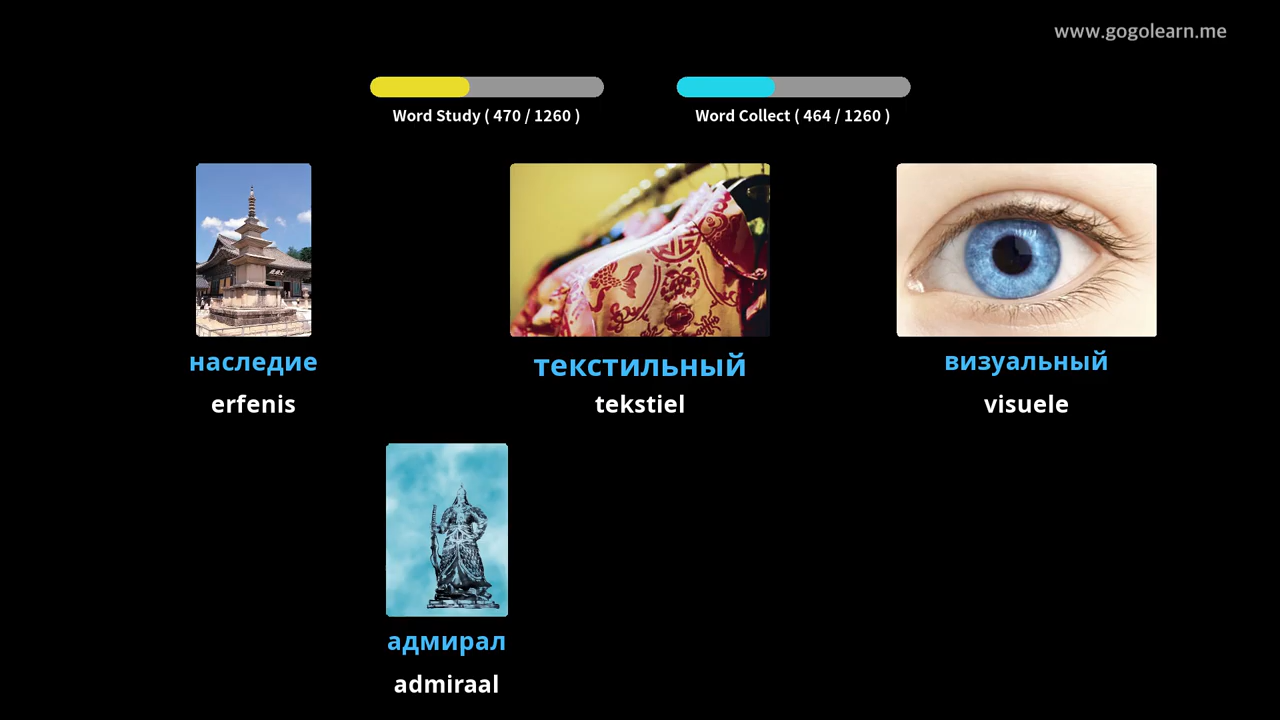 www.gogolearn.me
Word Study ( 470 / 1260 )
Word Collect ( 464 / 1260 )
наследие
текстильный
визуальный
erfenis
tekstiel
visuele
адмирал
admiraal